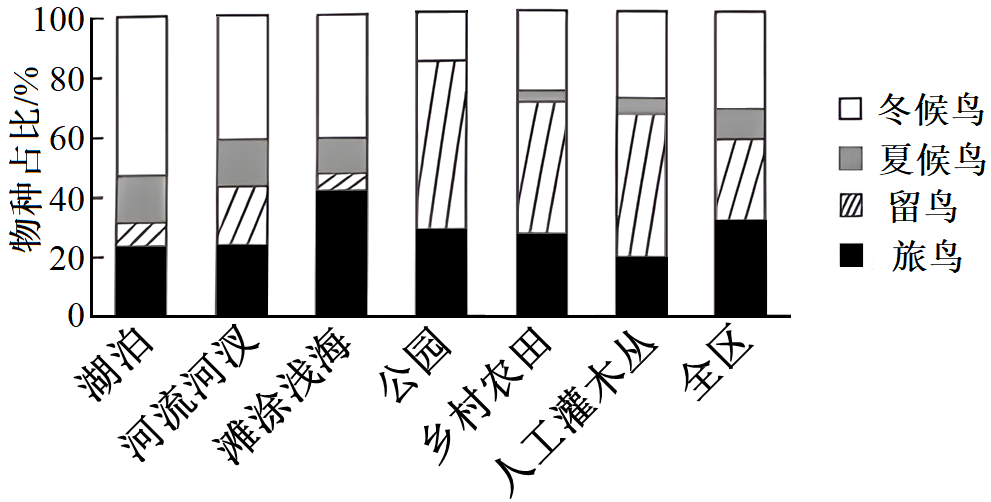 物种占比/%
100
80
60
40
20
0
湖泊
河流河汊
滩涂浅海
公园
乡村农田
人工灌木丛
全区
冬候鸟
夏候鸟
留鸟
旅鸟